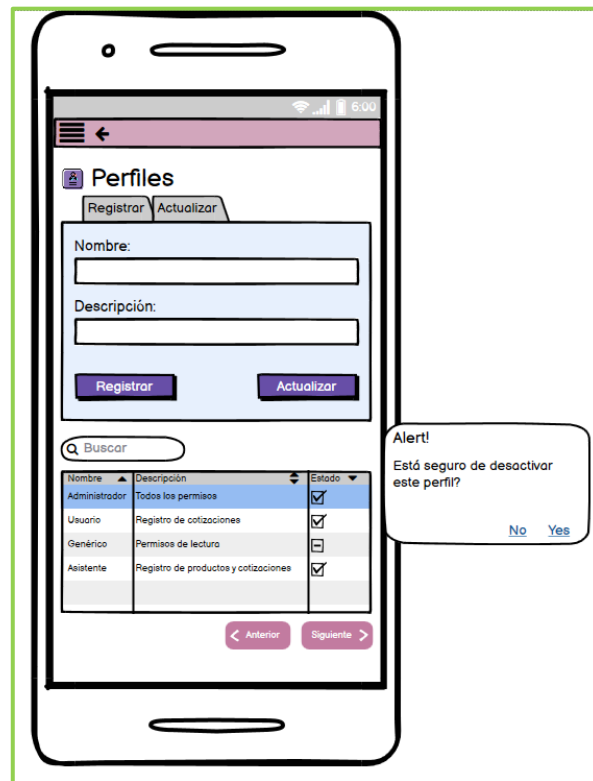 6:00
Perfiles
Registrar Actualizar
Nombre:
Descripción:
Registrar Actualizar
Buscar
Nombre Descripción Estado
Administrador Todos los permisos
Usuario Registro de cotizaciones
Genérico Permisos de lectura
Asistente Registro de productos y cotizaciones
Anterior Siguiente
Alert!
Está seguro de desactivar
este perfil?
No Yes